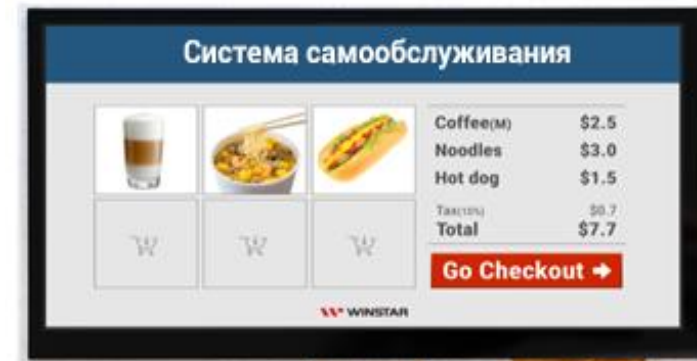 Система самообслуживания
Coffee(M) $2.5
Noodles $3.0
Hot dog $1.5
Tax(10%) $0.7
Total $7.7
Go Checkout ➜
WINSTAR